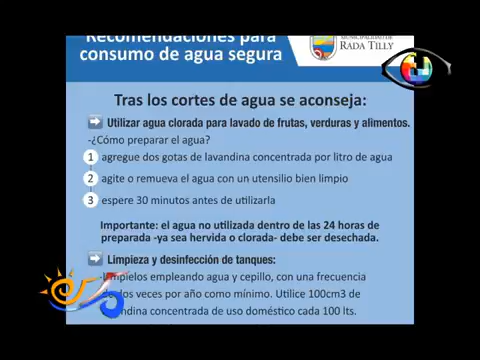 Recomendaciones para
consumo de agua segura
MUNICIPALIDAD DE
RADA TILLY
Tras los cortes de agua se aconseja:
Utilizar agua clorada para lavado de frutas, verduras y alimentos.
-¿Cómo preparar el agua?
1 agregue dos gotas de lavandina concentrada por litro de agua
2 agite o remueva el agua con un utensilio bien limpio
3 espere 30 minutos antes de utilizarla
Importante: el agua no utilizada dentro de las 24 horas de
preparada -ya sea hervida o clorada- debe ser desechada.
Limpieza y desinfección de tanques:
-Límpielos empleando agua y cepillo, con una frecuencia
dos veces por año como mínimo. Utilice 100cm3 de
concentrada de uso doméstico cada 100 lts.